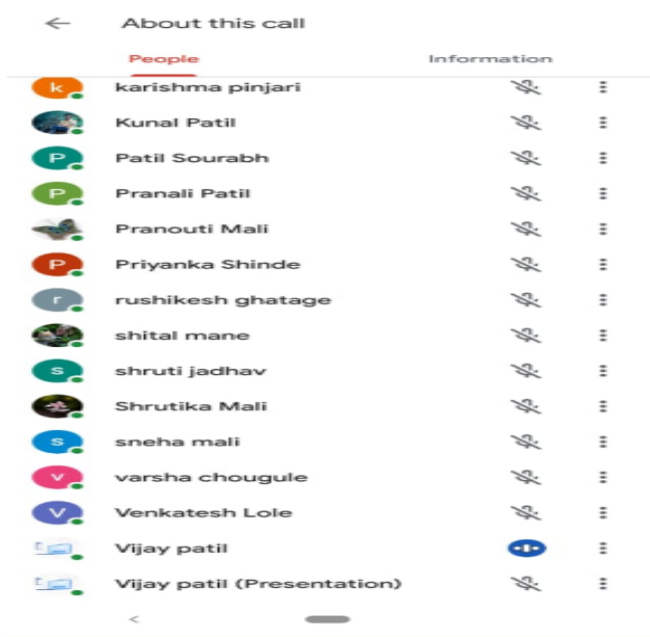 About this call
People Information
k karishma pinjari
Kunal Patil
P Patil Sourabh
P Pranali Patil
Pranouti Mali
P Priyanka Shinde
r rushikesh ghatage
shital mane
s shruti jadhav
Shrutika Mali
s sneha mali
v varsha chougule
V Venkatesh Lole
Vijay patil
Vijay patil (Presentation)